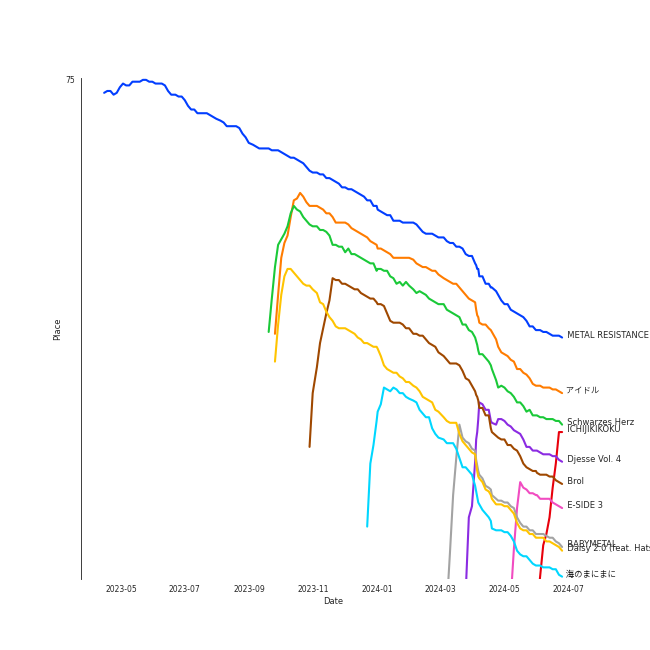 75
METAL RESISTANCE
Place
アイドル
Schwarzes Herz
ICHIJIKIKOKU
Djesse Vol. 4
Brol
E-SIDE 3
BABYMETAL
Daisy 2.0 (feat. Hats
海のまにまに
2023-05 2023-07 2023-09 2023-11 2024-01 2024-03 2024-05 2024-07
Date